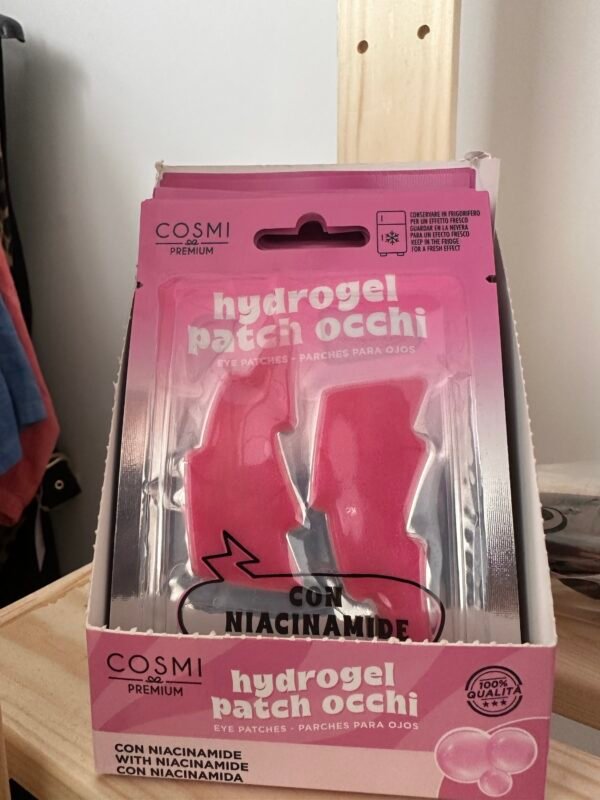 COSMI
PREMIUM
CONSERVARE IN FRIGORIFERO
PER UN EFFETTO FRESCO
GUARDAR EN LA NEVERA
PARA UN EFECTO FRESCO
KEEP IN THE FRIDGE
FOR A FRESH EFFECT
hydrogel
patch occhi
EYE PATCHES - PARCHES PARA OJOS
CON
NIACINAMIDE
COSMI
PREMIUM
hydrogel
patch occhi
EYE PATCHES - PARCHES PARA OJOS
100%
QUALITÀ
CON NIACINAMIDE
WITH NIACINAMIDE
CON NIACINAMIDA